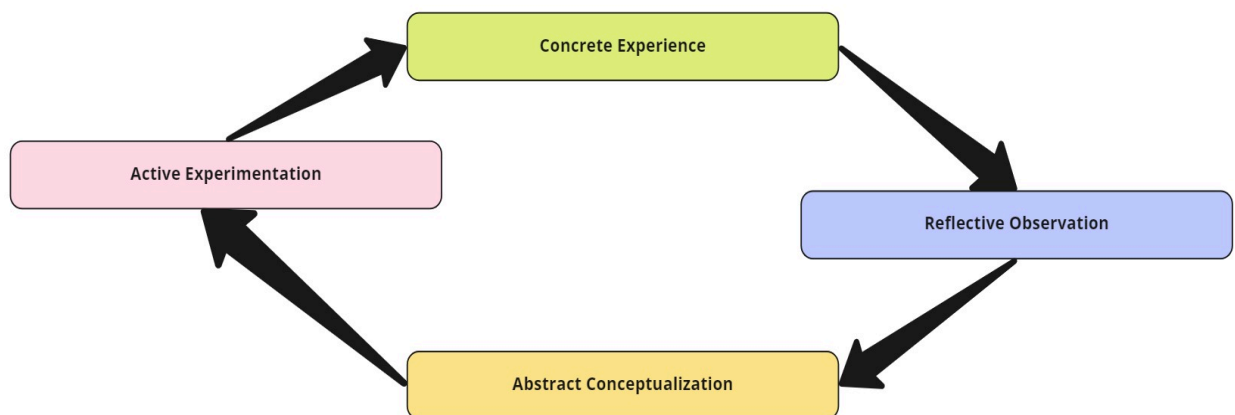 Concrete Experience
Active Experimentation
Reflective Observation
Abstract Conceptualization